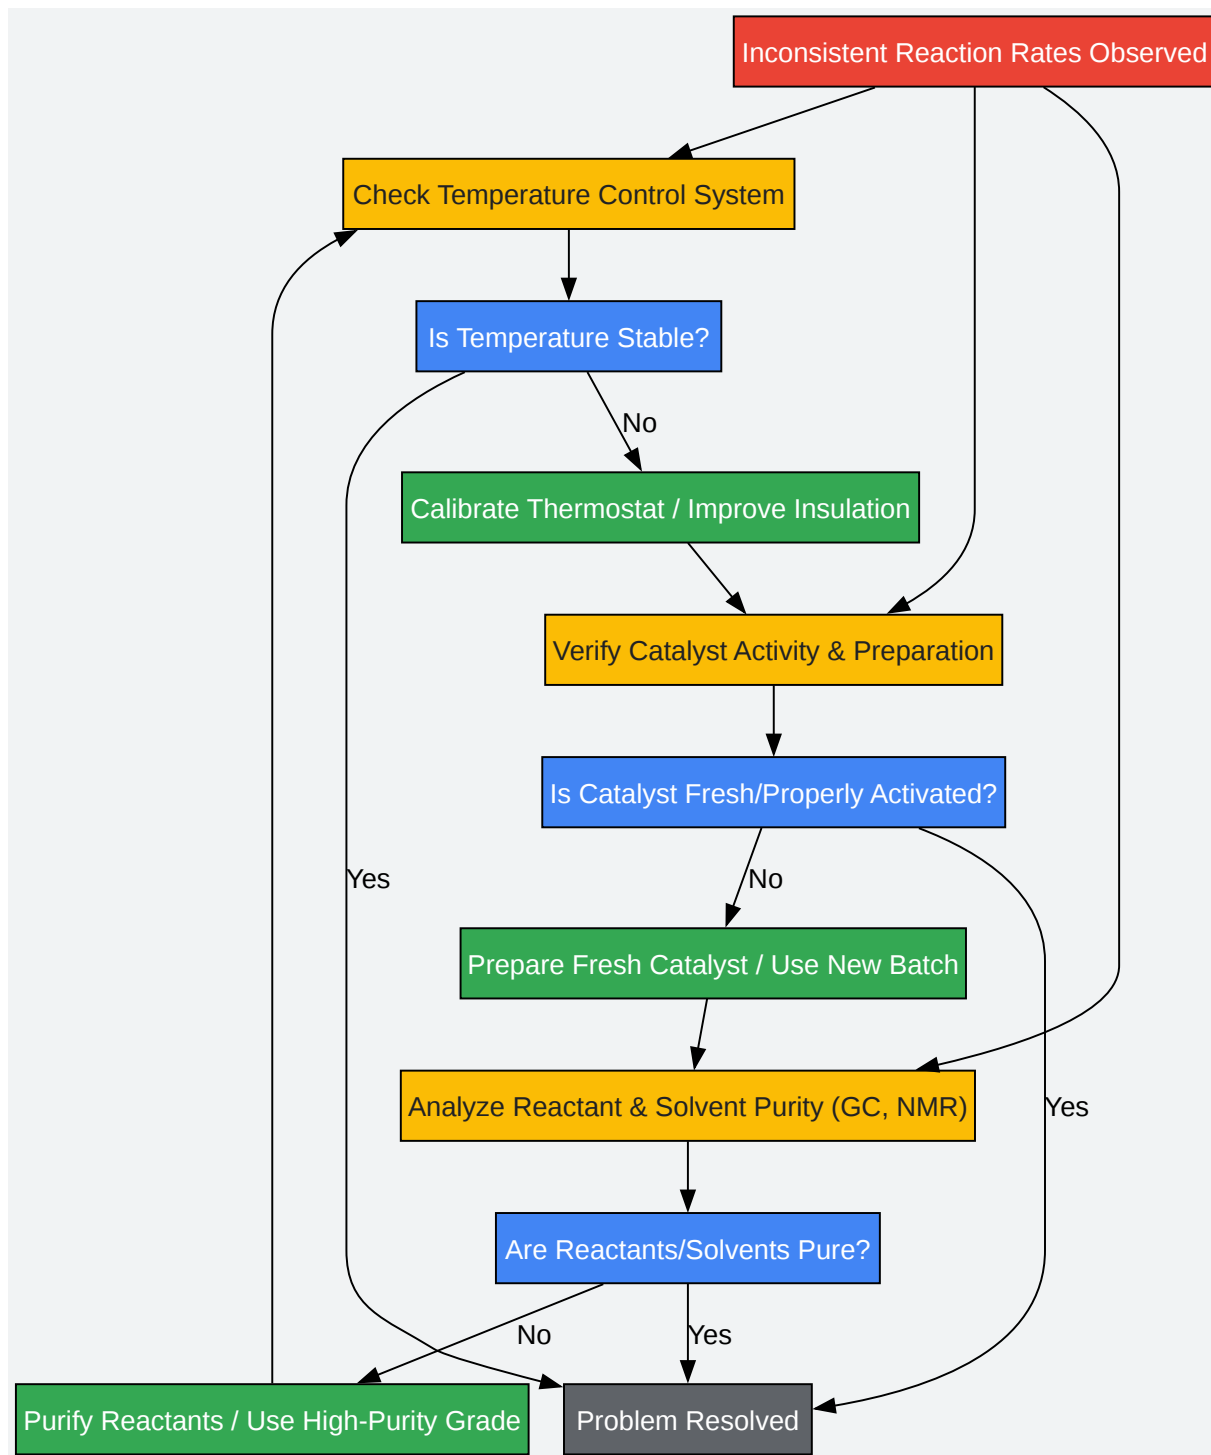 Inconsistent Reaction Rates Observed
Check Temperature Control System
Is Temperature Stable?
No
Calibrate Thermostat / Improve Insulation
Verify Catalyst Activity & Preparation
Is Catalyst Fresh/Properly Activated?
Yes
No
Prepare Fresh Catalyst / Use New Batch
Analyze Reactant & Solvent Purity (GC, NMR)
Yes
Are Reactants/Solvents Pure?
No
Yes
Purify Reactants / Use High-Purity Grade
Problem Resolved